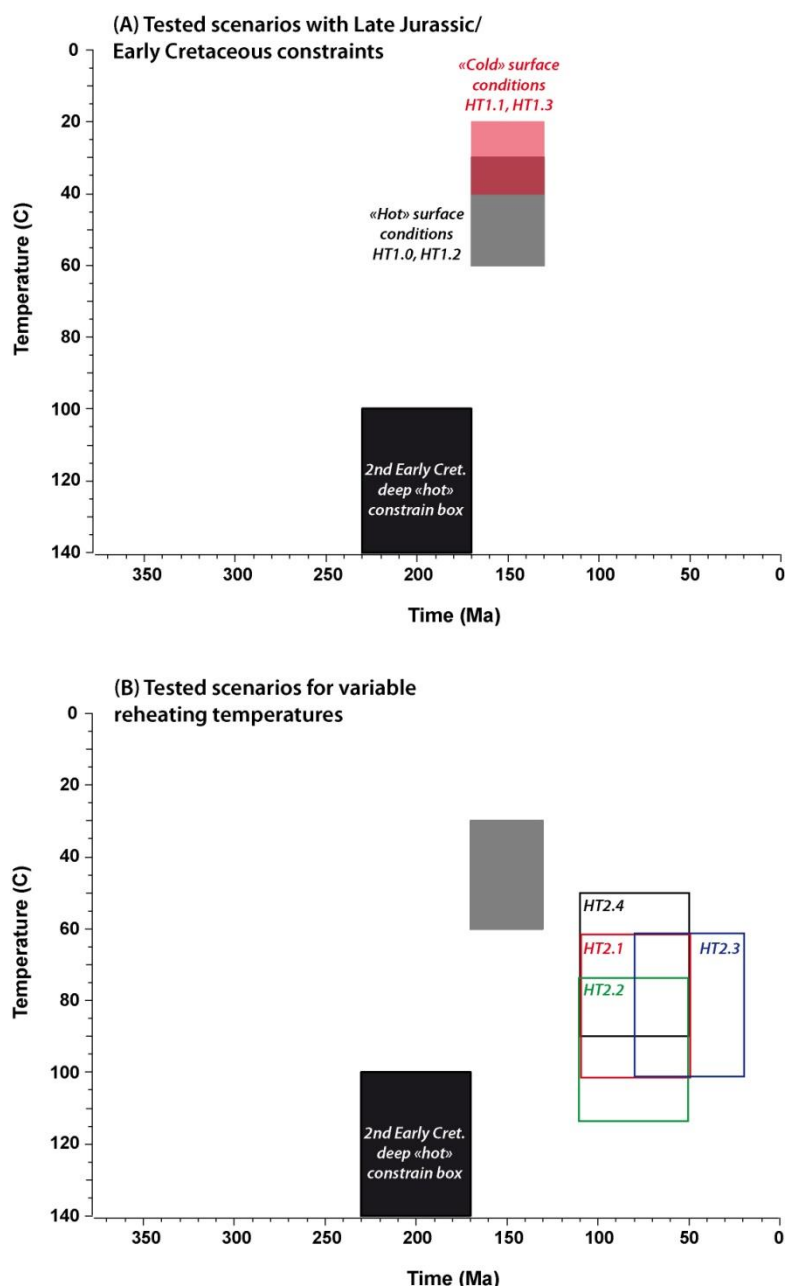 (A) Tested scenarios with Late Jurassic/
Early Cretaceous constraints
«Cold» surface
conditions
HT1.1, HT1.3
«Hot» surface
conditions
HT1.0, HT1.2
2nd Early Cret.
deep «hot»
constrain box
Temperature (C)
0
20
40
60
80
100
120
140
350 300 250 200 150 100 50 0
Time (Ma)
(B) Tested scenarios for variable
reheating temperatures
HT2.4
HT2.1 HT2.3
HT2.2
2nd Early Cret.
deep «hot»
constrain box
Temperature (C)
0
20
40
60
80
100
120
140
350 300 250 200 150 100 50 0
Time (Ma)